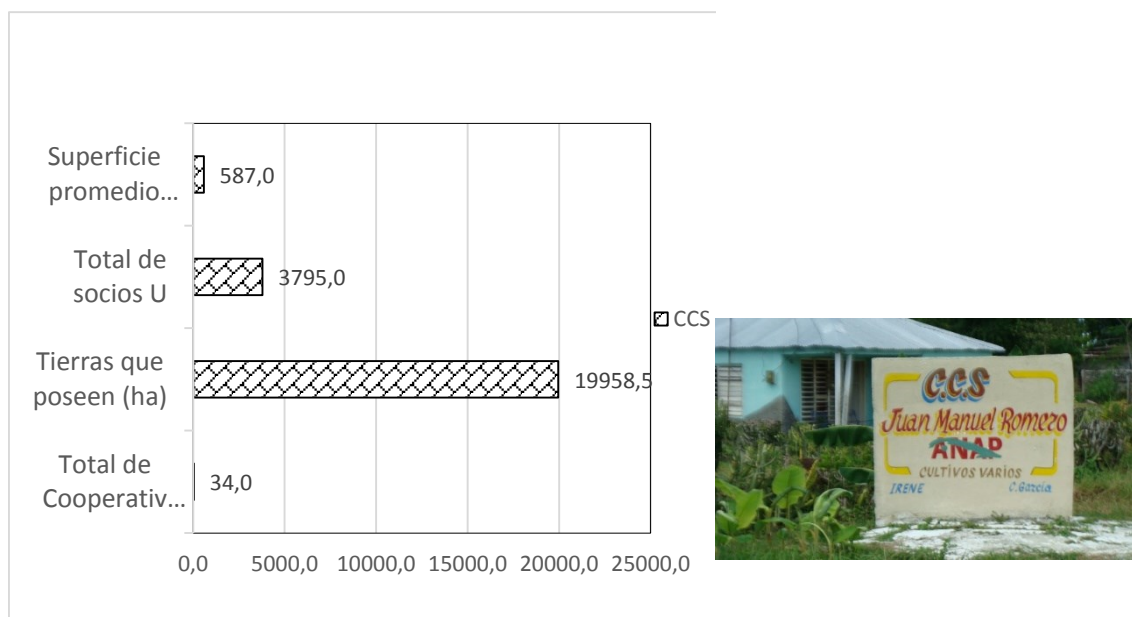 Superficie
promedio...
587,0
Total de
socios U
3795,0
Tierras que
poseen (ha)
19958,5
Total de
Cooperativ...
34,0
0,0 5000,0 10000,0 15000,0 20000,0 25000,0
CCS
C.C.S
Juan Manuel Romero
ANAP
CULTIVOS VARIOS
IRENE C. García